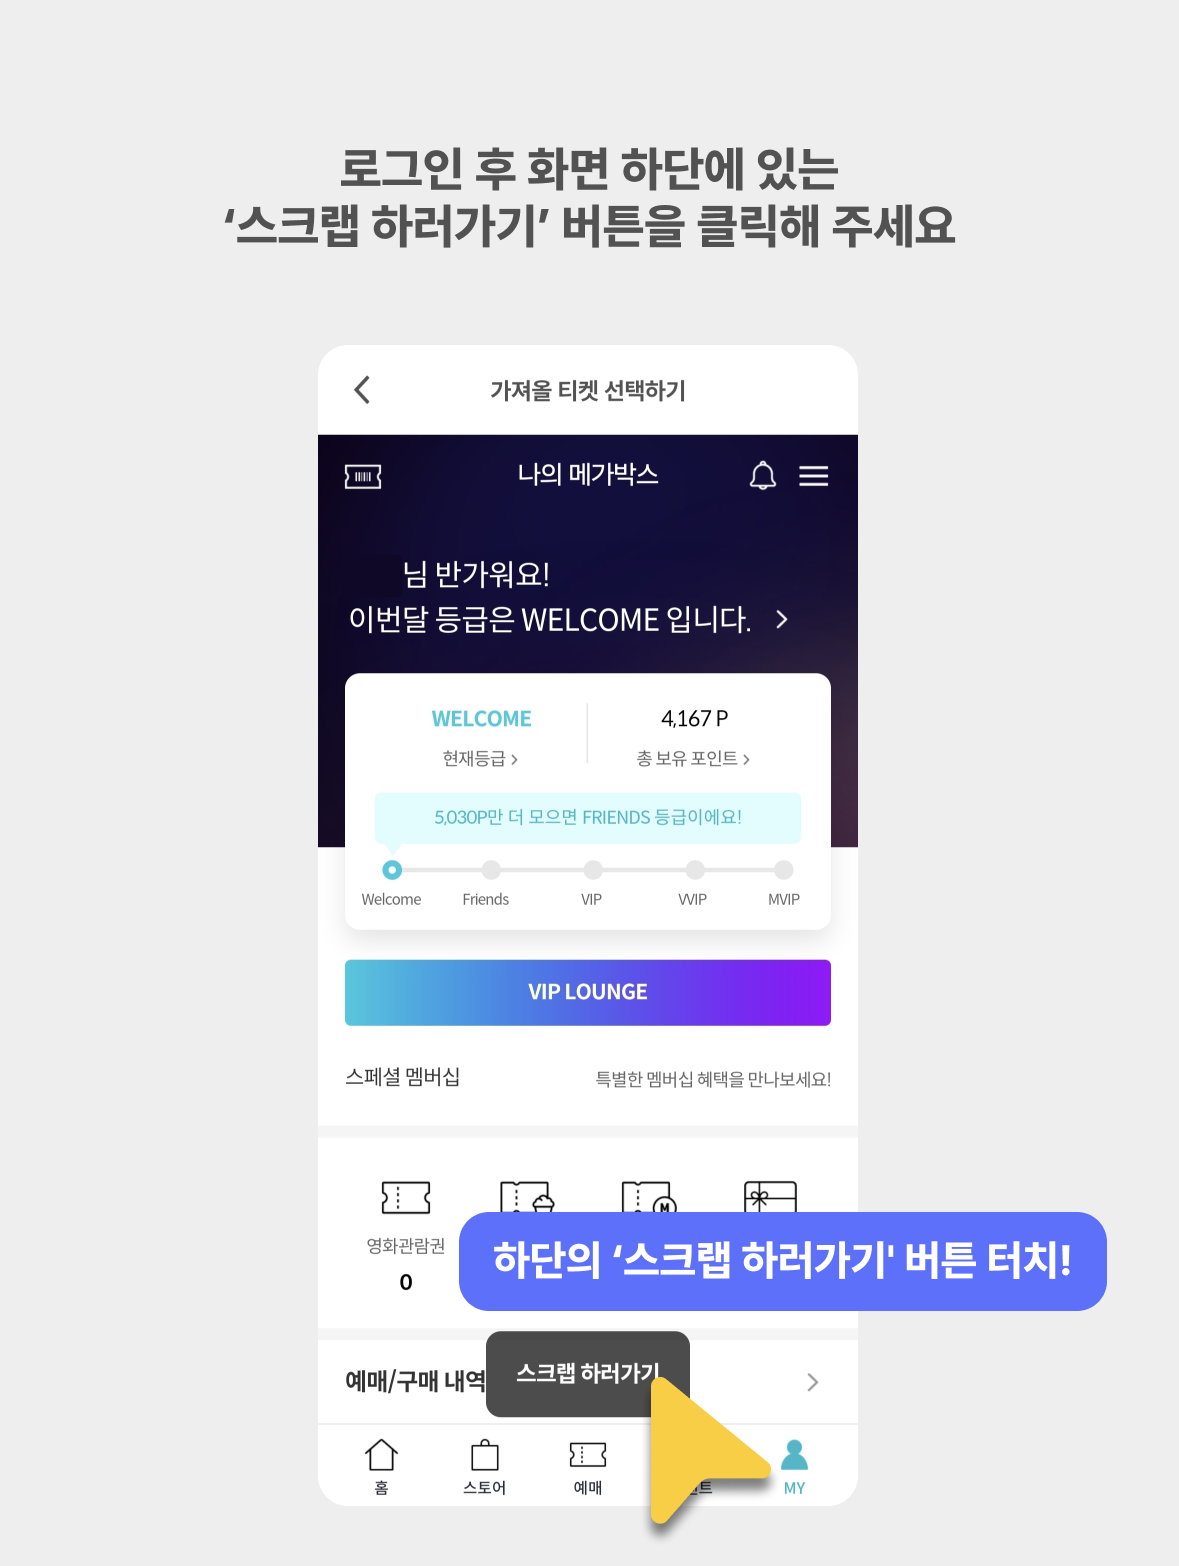 로그인 후 화면 하단에 있는
‘스크랩 하러가기’ 버튼을 클릭해 주세요
가져올 티켓 선택하기
나의 메가박스
님 반가워요!
이번달 등급은 WELCOME 입니다.
WELCOME
4,167 P
현재등급
총 보유 포인트
5,030P만 더 모으면 FRIENDS 등급이에요!
Welcome Friends VIP VVIP MVIP
VIP LOUNGE
스페셜 멤버십
특별한 멤버십 혜택을 만나보세요!
M
영화관람권
0
하단의 ‘스크랩 하러가기' 버튼 터치!
예매/구매 내역
스크랩 하러가기
홈 스토어 예매 MY